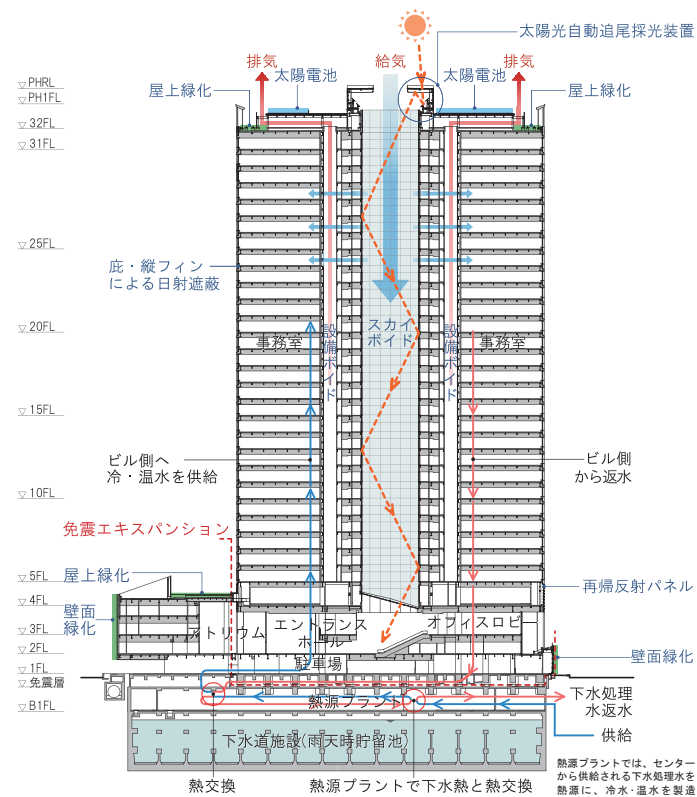 太陽光自動追尾採光装置
排気
太陽電池
給気
太陽電池
排気
屋上緑化
屋上緑化
PHRL
PH1FL
32FL
31FL
25FL
20FL
15FL
10FL
5FL
4FL
3FL
2FL
1FL
免震層
B1FL
庇・縦フィン
による日射遮蔽
事務室
設備ボイド
スカイ
ボイド
設備ボイド
事務室
ビル側へ
冷・温水を供給
ビル側
から返水
免震エキスパンション
屋上緑化
再帰反射パネル
壁面
緑化
アトリウム
エントランス
ホール
オフィスロビー
駐車場
壁面緑化
熱源プラント
下水処理
水返水
供給
下水道施設(雨天時貯留池)
熱交換
熱源プラントで下水熱と熱交換
熱源プラントでは、センター
から供給される下水処理水を
熱源に、冷水・温水を製造